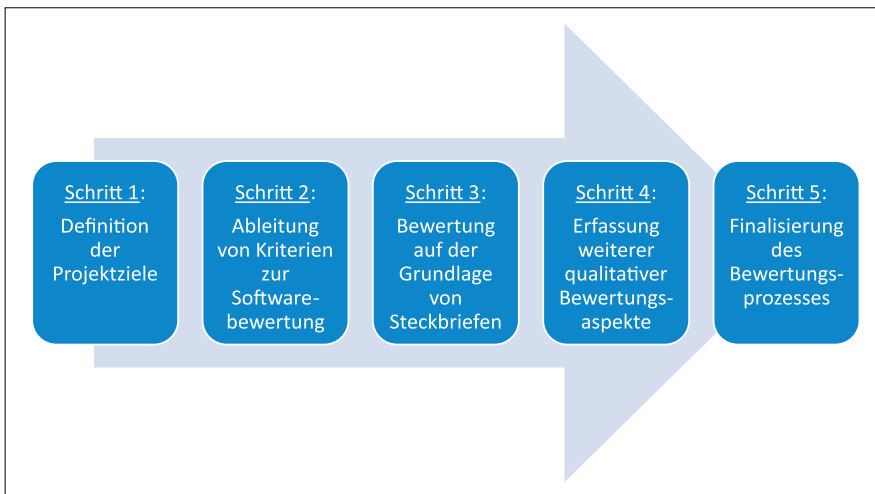 Schritt 1:
Definition
der
Projektziele
Schritt 2:
Ableitung
von Kriterien
zur
Software-
bewertung
Schritt 3:
Bewertung
auf der
Grundlage
von
Steckbriefen
Schritt 4:
Erfassung
weiterer
qualitativer
Bewertungs-
aspekte
Schritt 5:
Finalisierung
des
Bewertungs-
prozesses